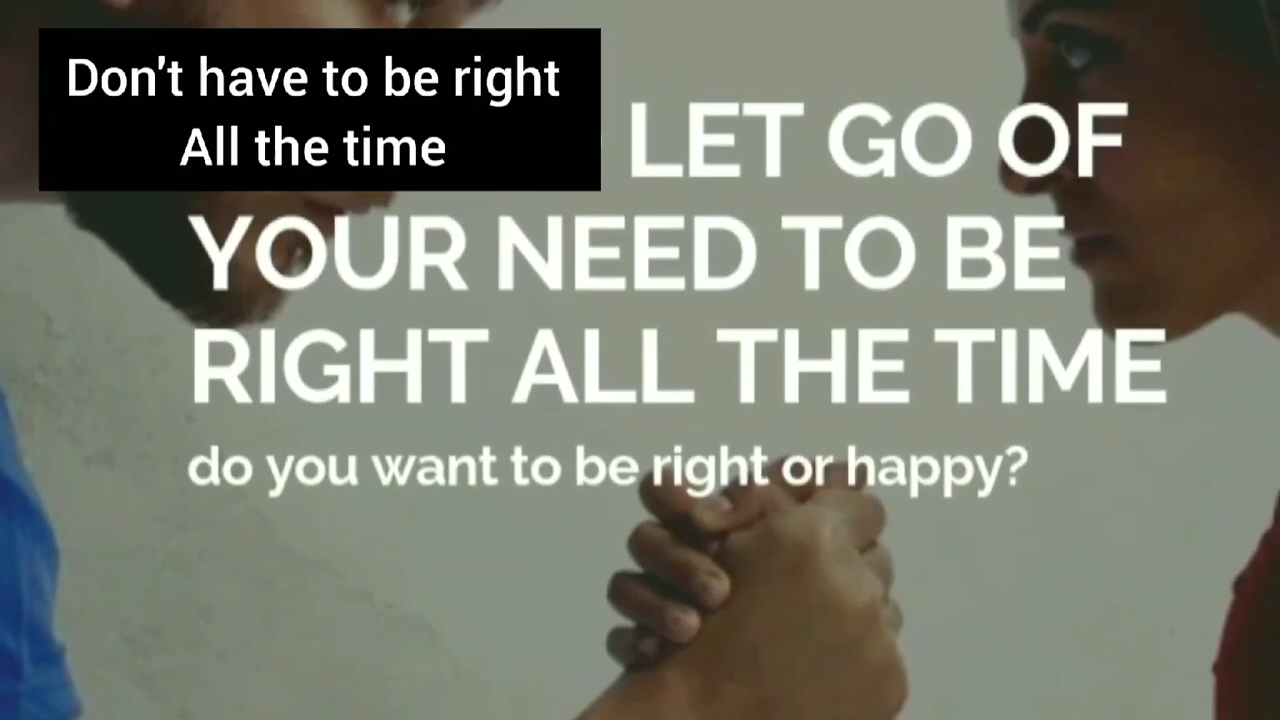 Don't have to be right
All the time
LET GO OF
YOUR NEED TO BE
RIGHT ALL THE TIME
do you want to be right or happy?